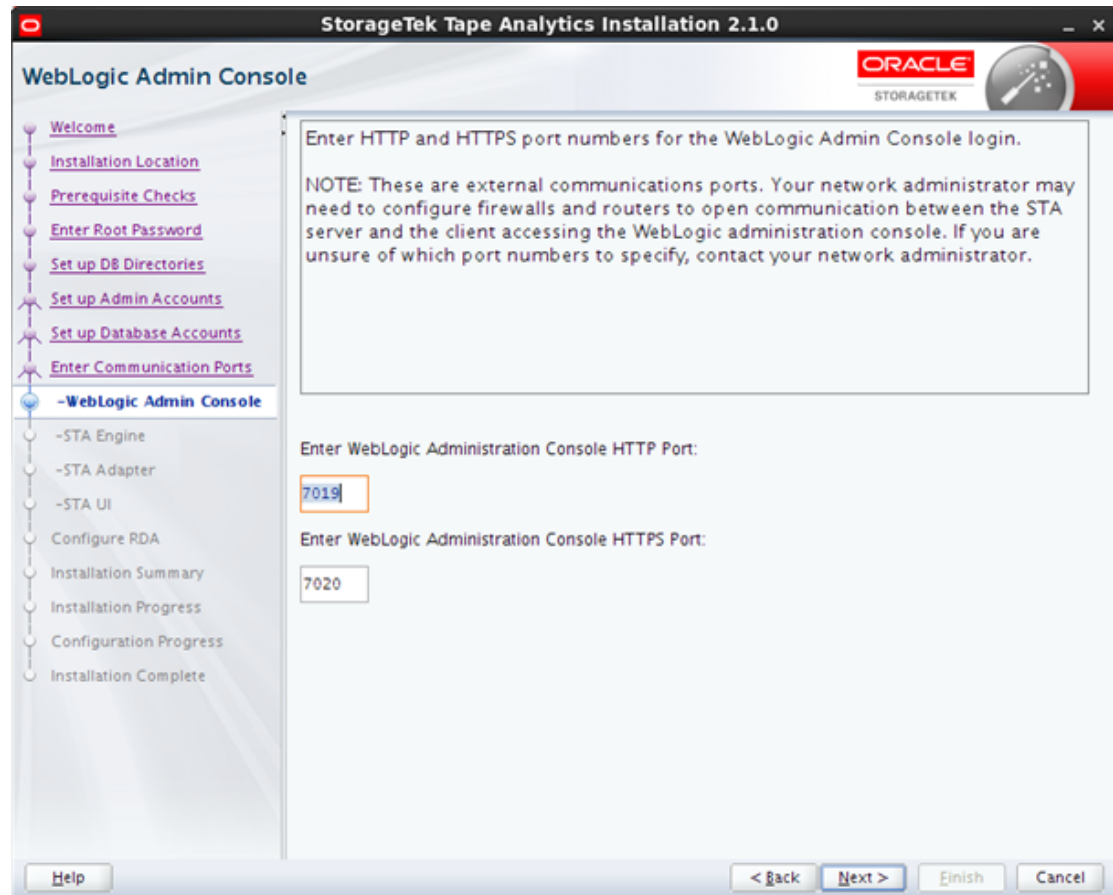 StorageTek Tape Analytics Installation 2.1.0
WebLogic Admin Console
ORACLE
STORAGETEK
Welcome
Installation Location
Prerequisite Checks
Enter Root Password
Set up DB Directories
Set up Admin Accounts
Set up Database Accounts
Enter Communication Ports
-WebLogic Admin Console
-STA Engine
-STA Adapter
-STA UI
Configure RDA
Installation Summary
Installation Progress
Configuration Progress
Installation Complete
Enter HTTP and HTTPS port numbers for the WebLogic Admin Console login.
NOTE: These are external communications ports. Your network administrator may
need to configure firewalls and routers to open communication between the STA
server and the client accessing the WebLogic administration console. If you are
unsure of which port numbers to specify, contact your network administrator.
Enter WebLogic Administration Console HTTP Port:
7019
Enter WebLogic Administration Console HTTPS Port:
7020
Help
< Back
Next >
Finish
Cancel